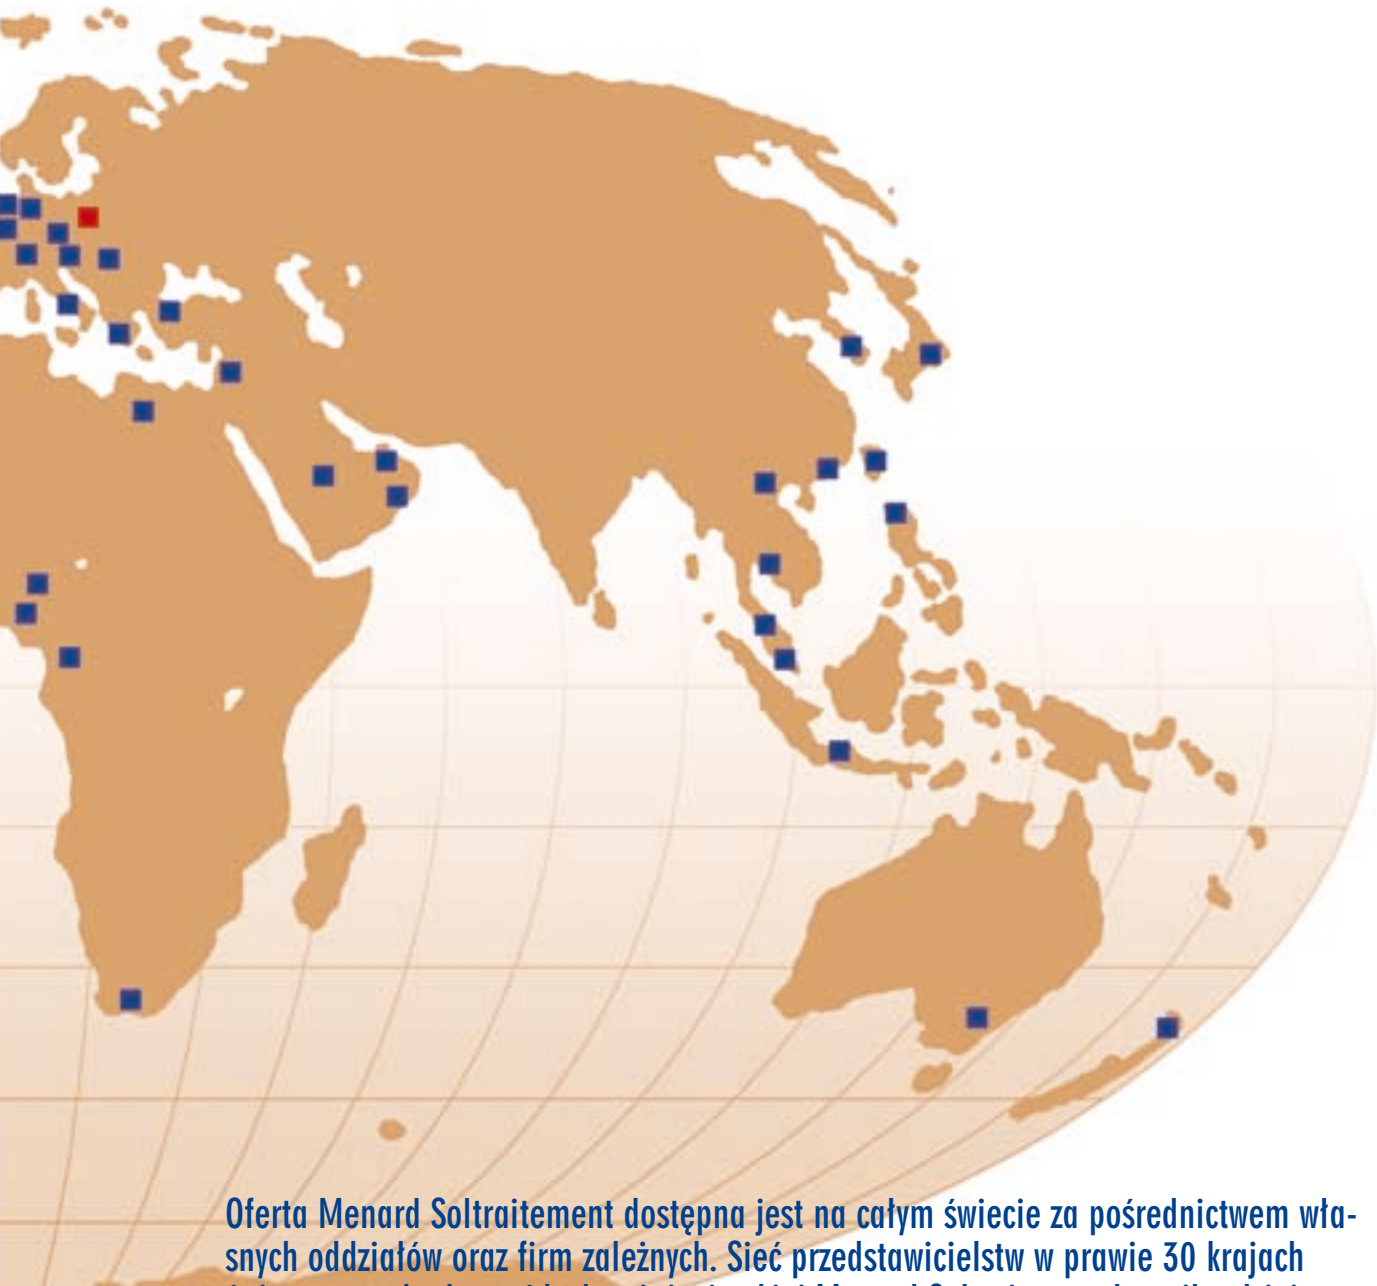 Oferta Menard Soltraitement dostępna jest na całym świecie za pośrednictwem wła-
snych oddziałów oraz firm zależnych. Sieć przedstawicielstw w prawie 30 krajach